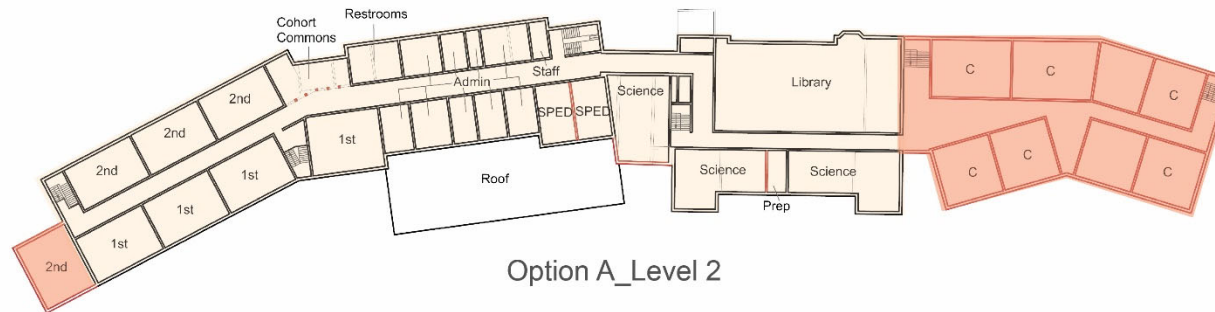 Cohort
Commons
Restrooms
Staff
Admin
Library
2nd
2nd
2nd
1st
1st
1st
1st
SPED
SPED
Science
Roof
Science
Prep
Science
C
C
C
C
C
C
2nd
Option A_Level 2